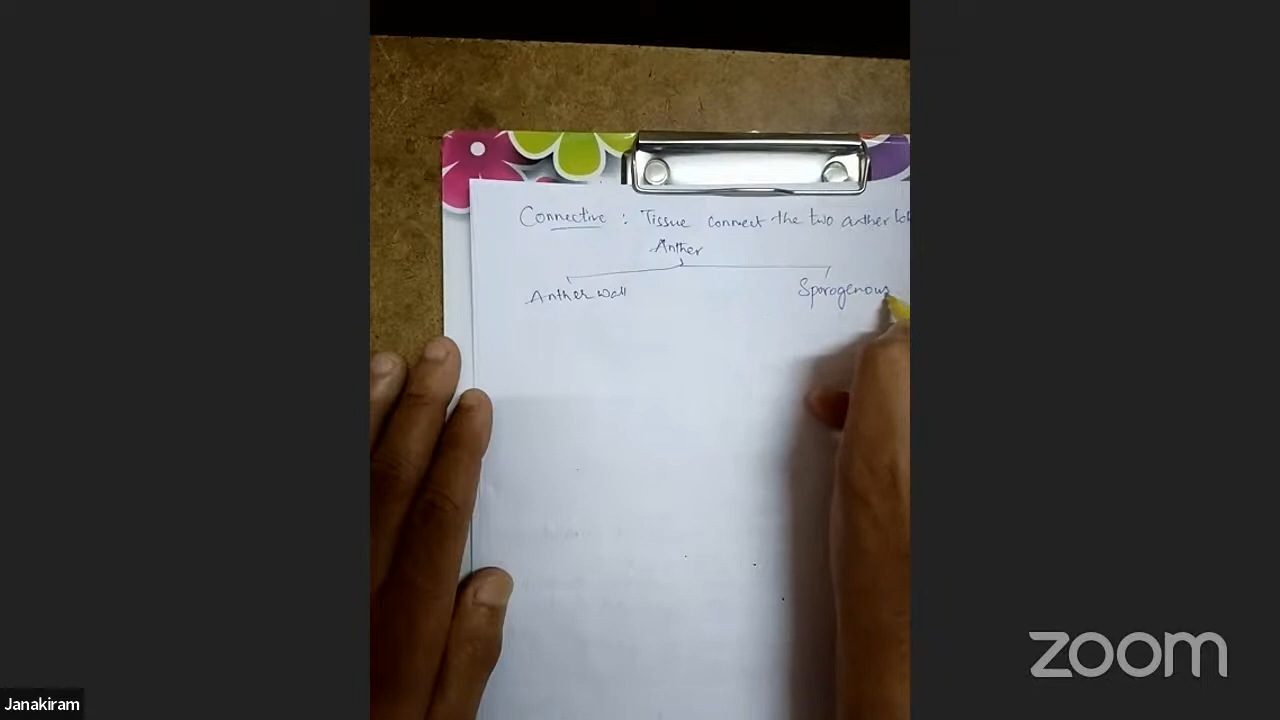 Connective : Tissue connect the two anther
Anther
Anther wall Sporogenous
Janakiram
zoom